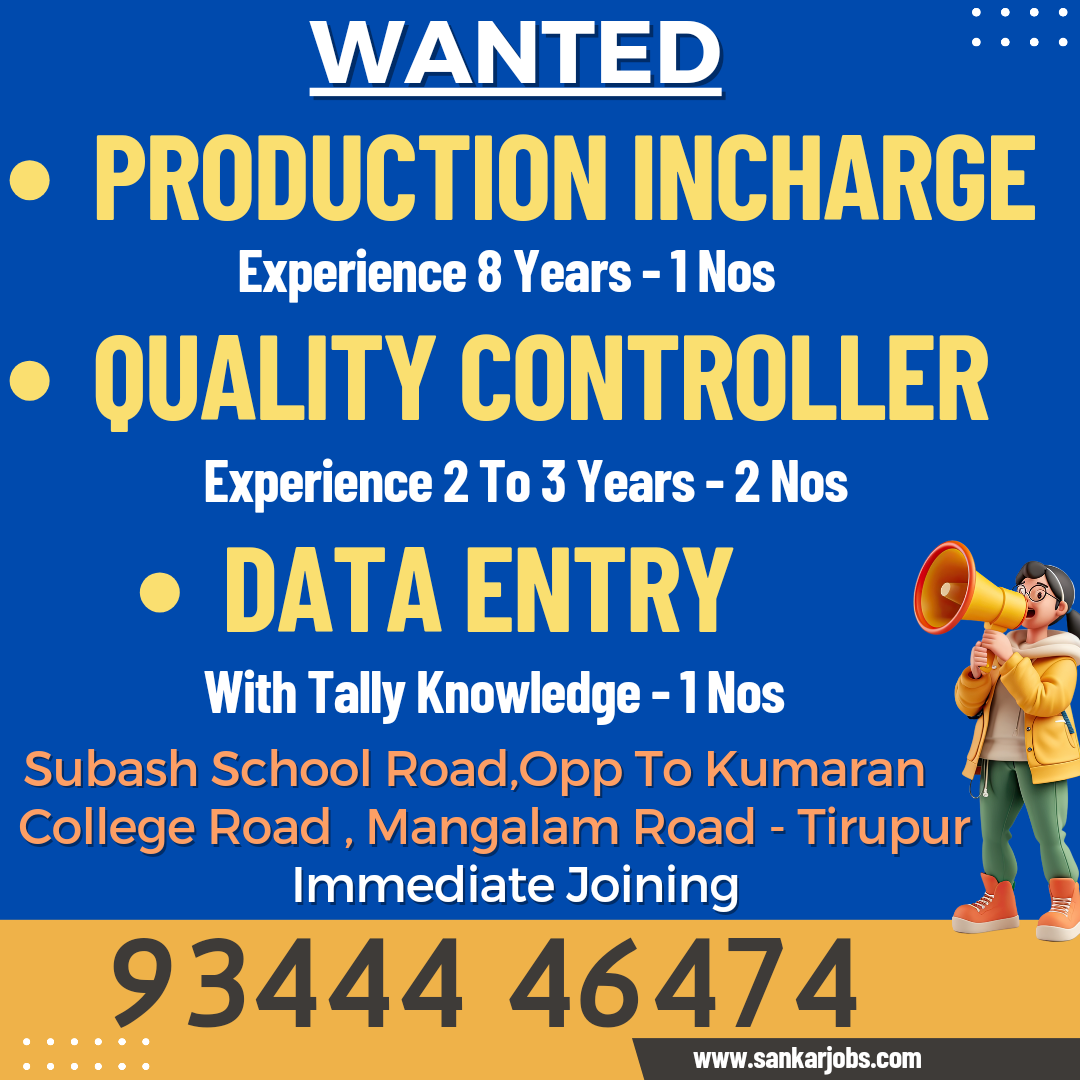 WANTED
• PRODUCTION INCHARGE
Experience 8 Years - 1 Nos
• QUALITY CONTROLLER
Experience 2 To 3 Years - 2 Nos
• DATA ENTRY
With Tally Knowledge - 1 Nos
Subash School Road,Opp To Kumaran
College Road , Mangalam Road - Tirupur
Immediate Joining
93444 46474
www.sankarjobs.com